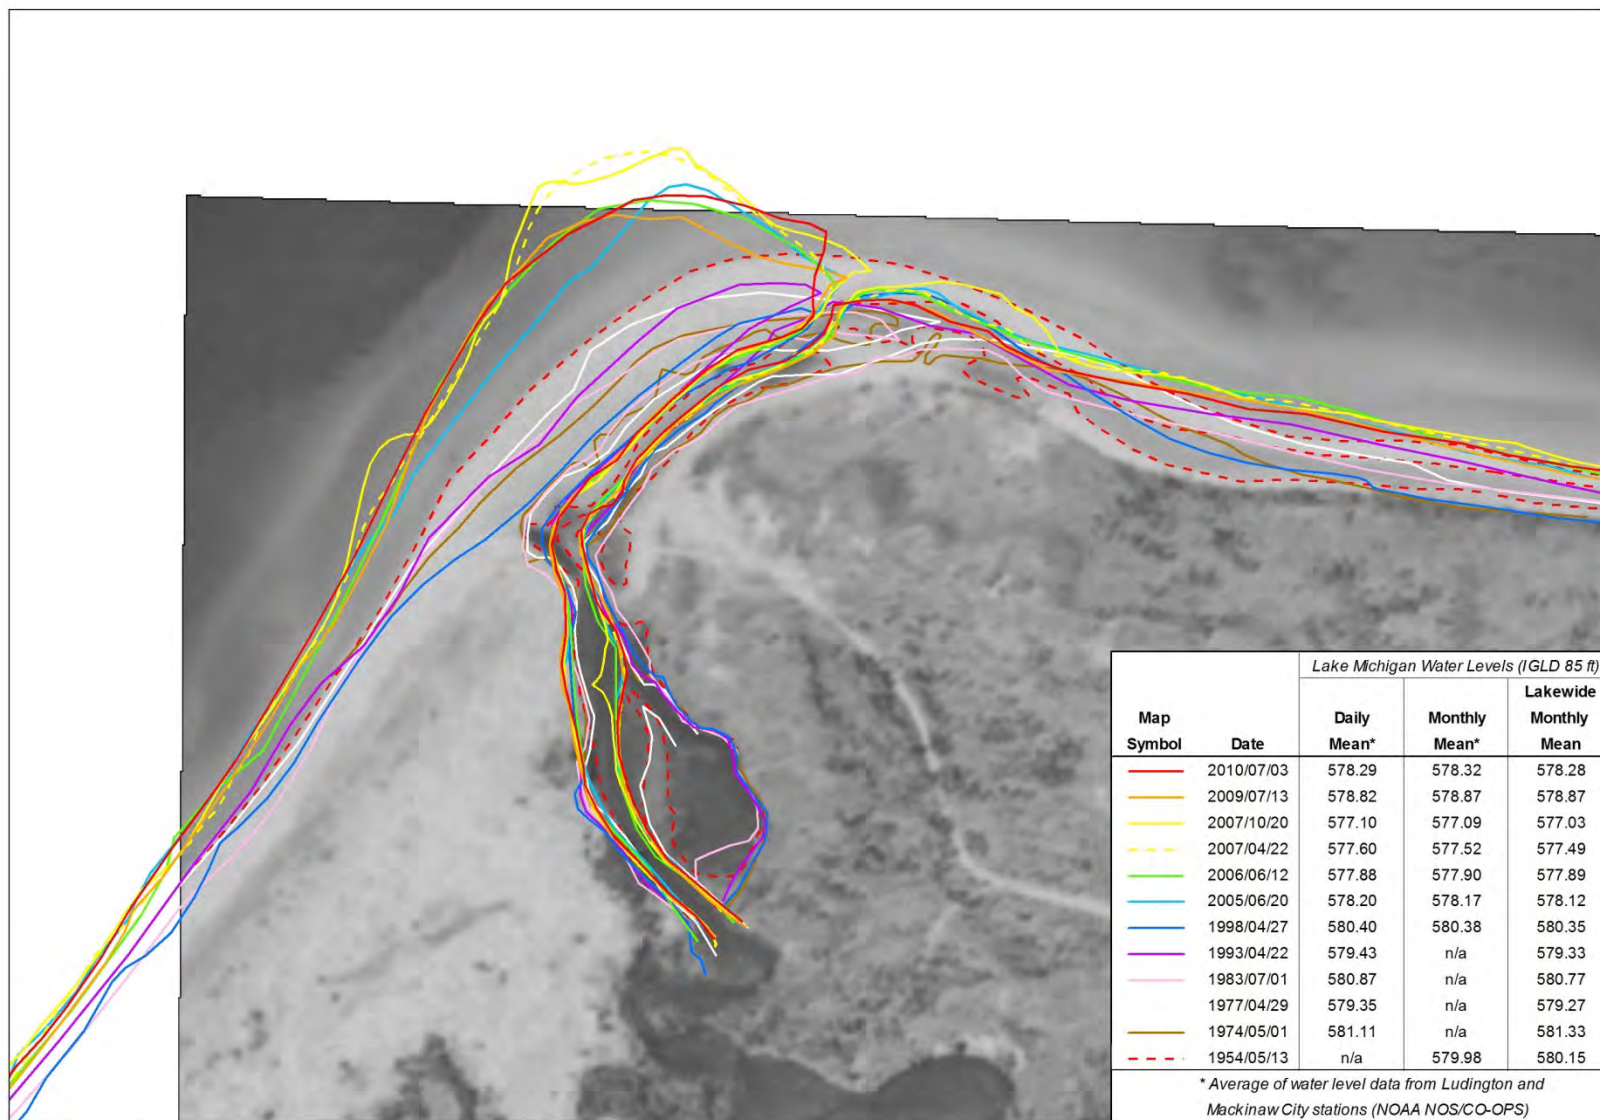 Lake Michigan Water Levels (IGLD 85 ft)
Map Symbol Date Daily Mean* Monthly Mean* Lakewide Monthly Mean
2010/07/03 578.29 578.32 578.28
2009/07/13 578.82 578.87 578.87
2007/10/20 577.10 577.09 577.03
2007/04/22 577.60 577.52 577.49
2006/06/12 577.88 577.90 577.89
2005/06/20 578.20 578.17 578.12
1998/04/27 580.40 580.38 580.35
1993/04/22 579.43 n/a 579.33
1983/07/01 580.87 n/a 580.77
1977/04/29 579.35 n/a 579.27
1974/05/01 581.11 n/a 581.33
1954/05/13 n/a 579.98 580.15
* Average of water level data from Ludington and
Mackinaw City stations (NOAA NOS/CO-OPS)